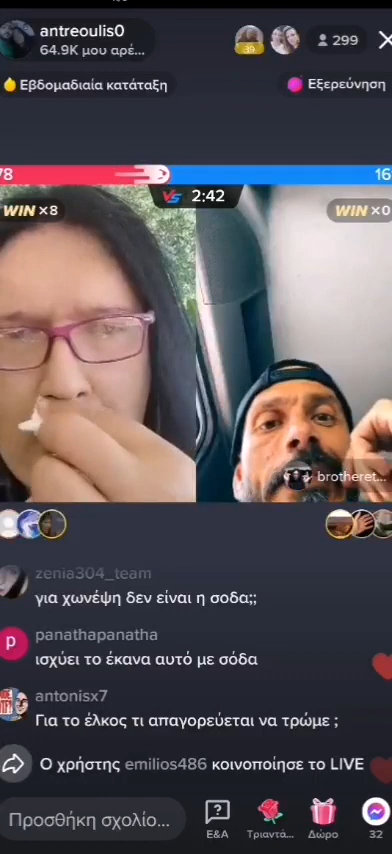 antreoulis0
64.9K μου αρέ...
39
299
Εβδομαδιαία κατάταξη
Εξερεύνηση
78
16
VS 2:42
WIN ×8
WIN ×0
brotheret...
zenia304_team
για χωνέψη δεν είναι η σοδα;;
P
panathapanatha
ισχύει το έκανα αυτό με σόδα
antonisx7
Για το έλκος τι απαγορεύεται να τρώμε ;
Ο χρήστης emilios486 κοινοποίησε το LIVE
Προσθήκη σχολίο...
Ε&Α
Τριαντά...
Δώρο
32